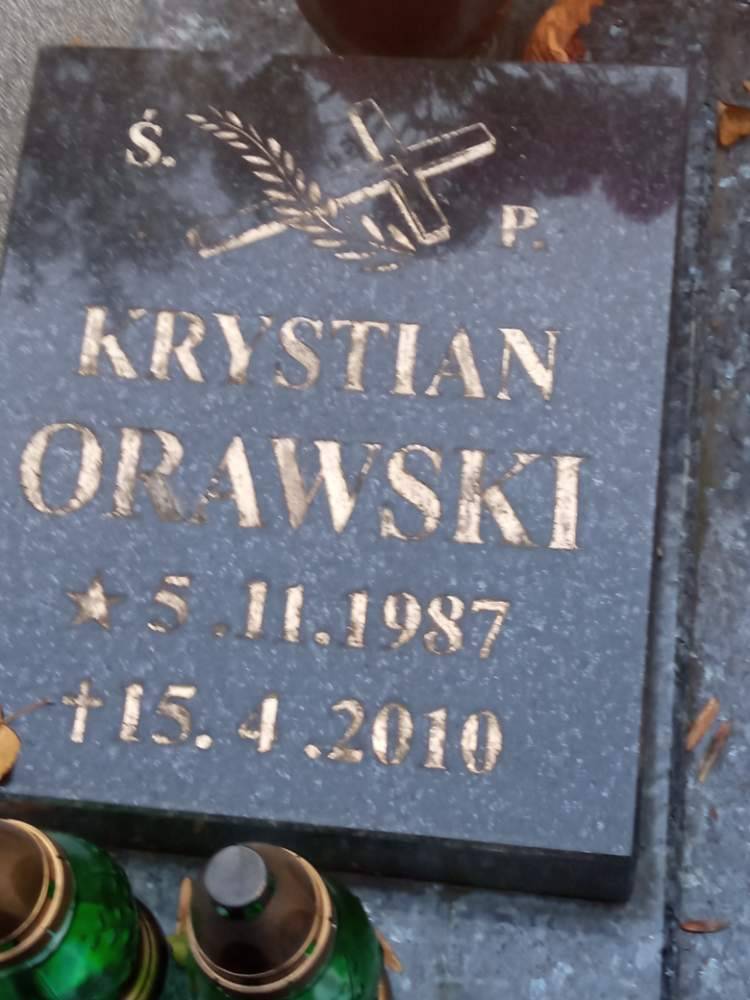 Ś. P.
KRYSTIAN
ORAWSKI
★ 5.11.1987
† 15.4.2010